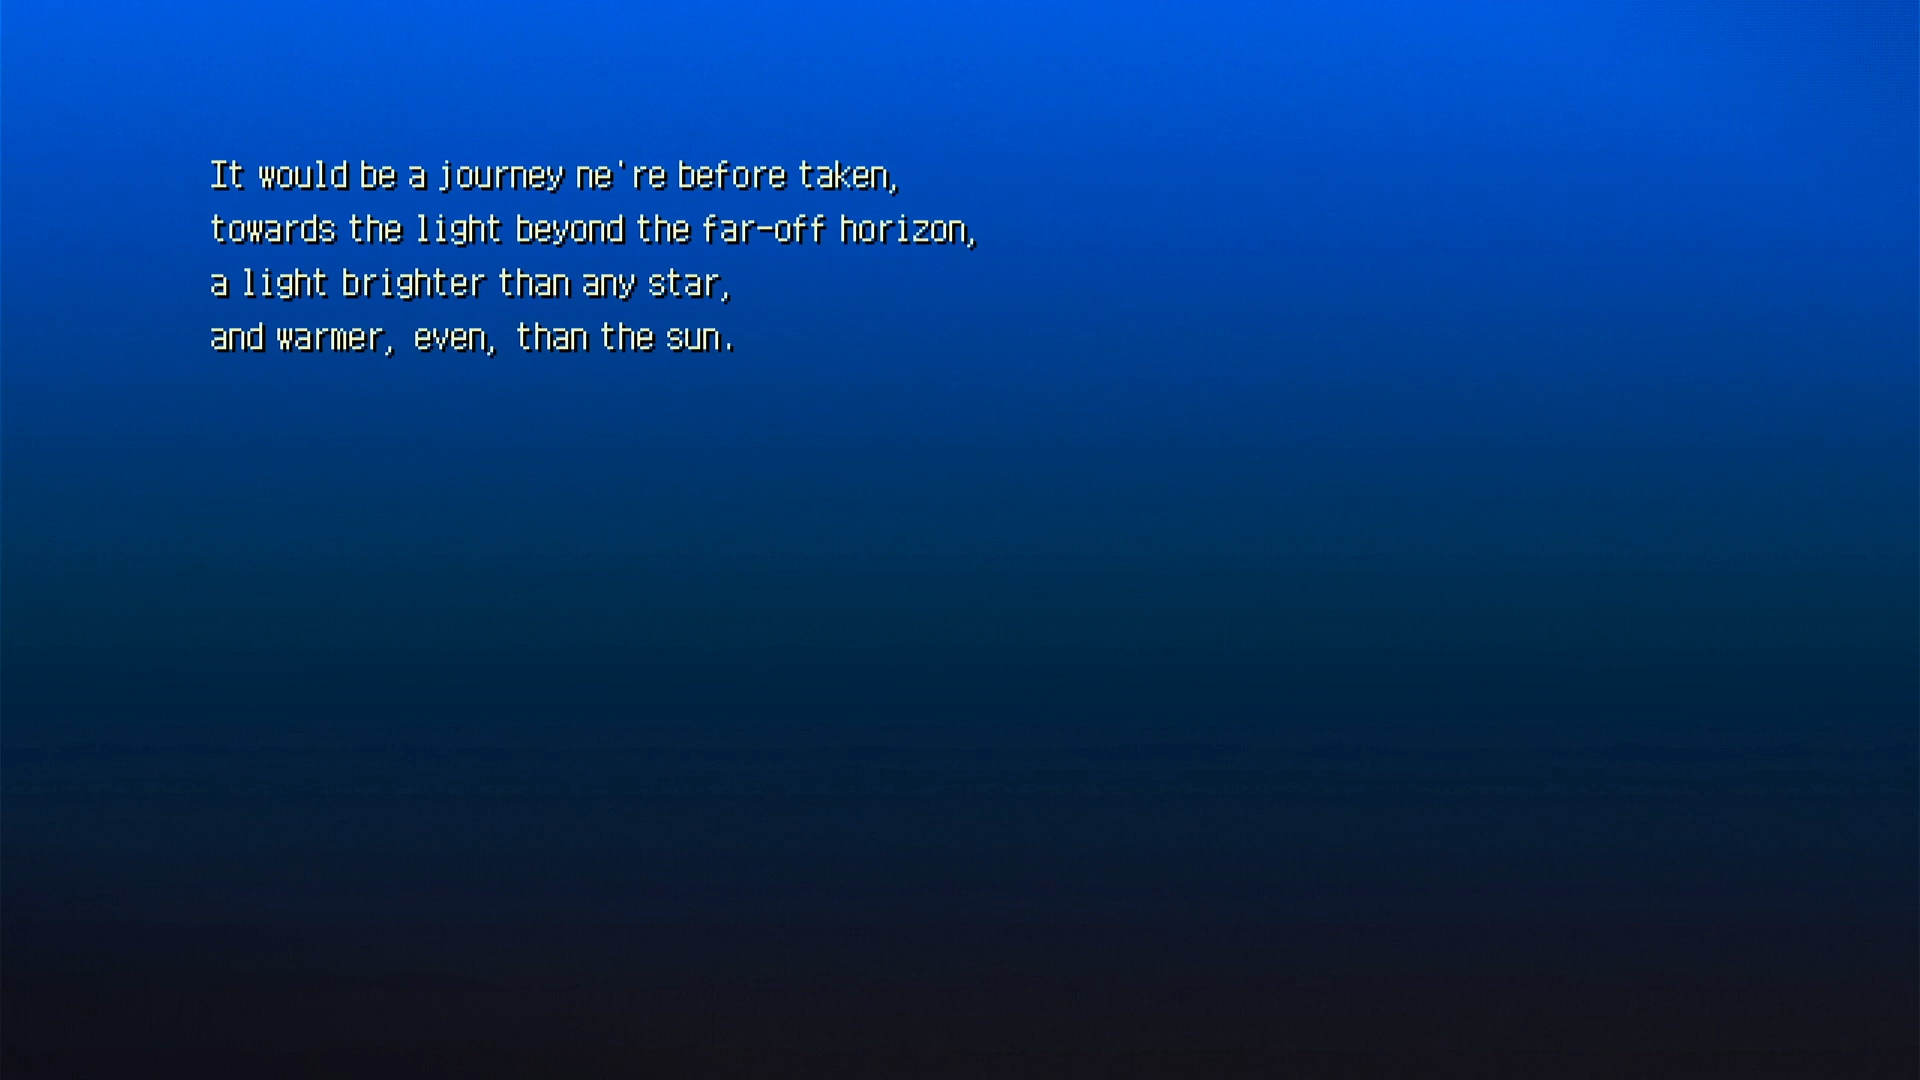 It would be a journey ne're before taken,
towards the light beyond the far-off horizon,
a light brighter than any star,
and warmer, even, than the sun.